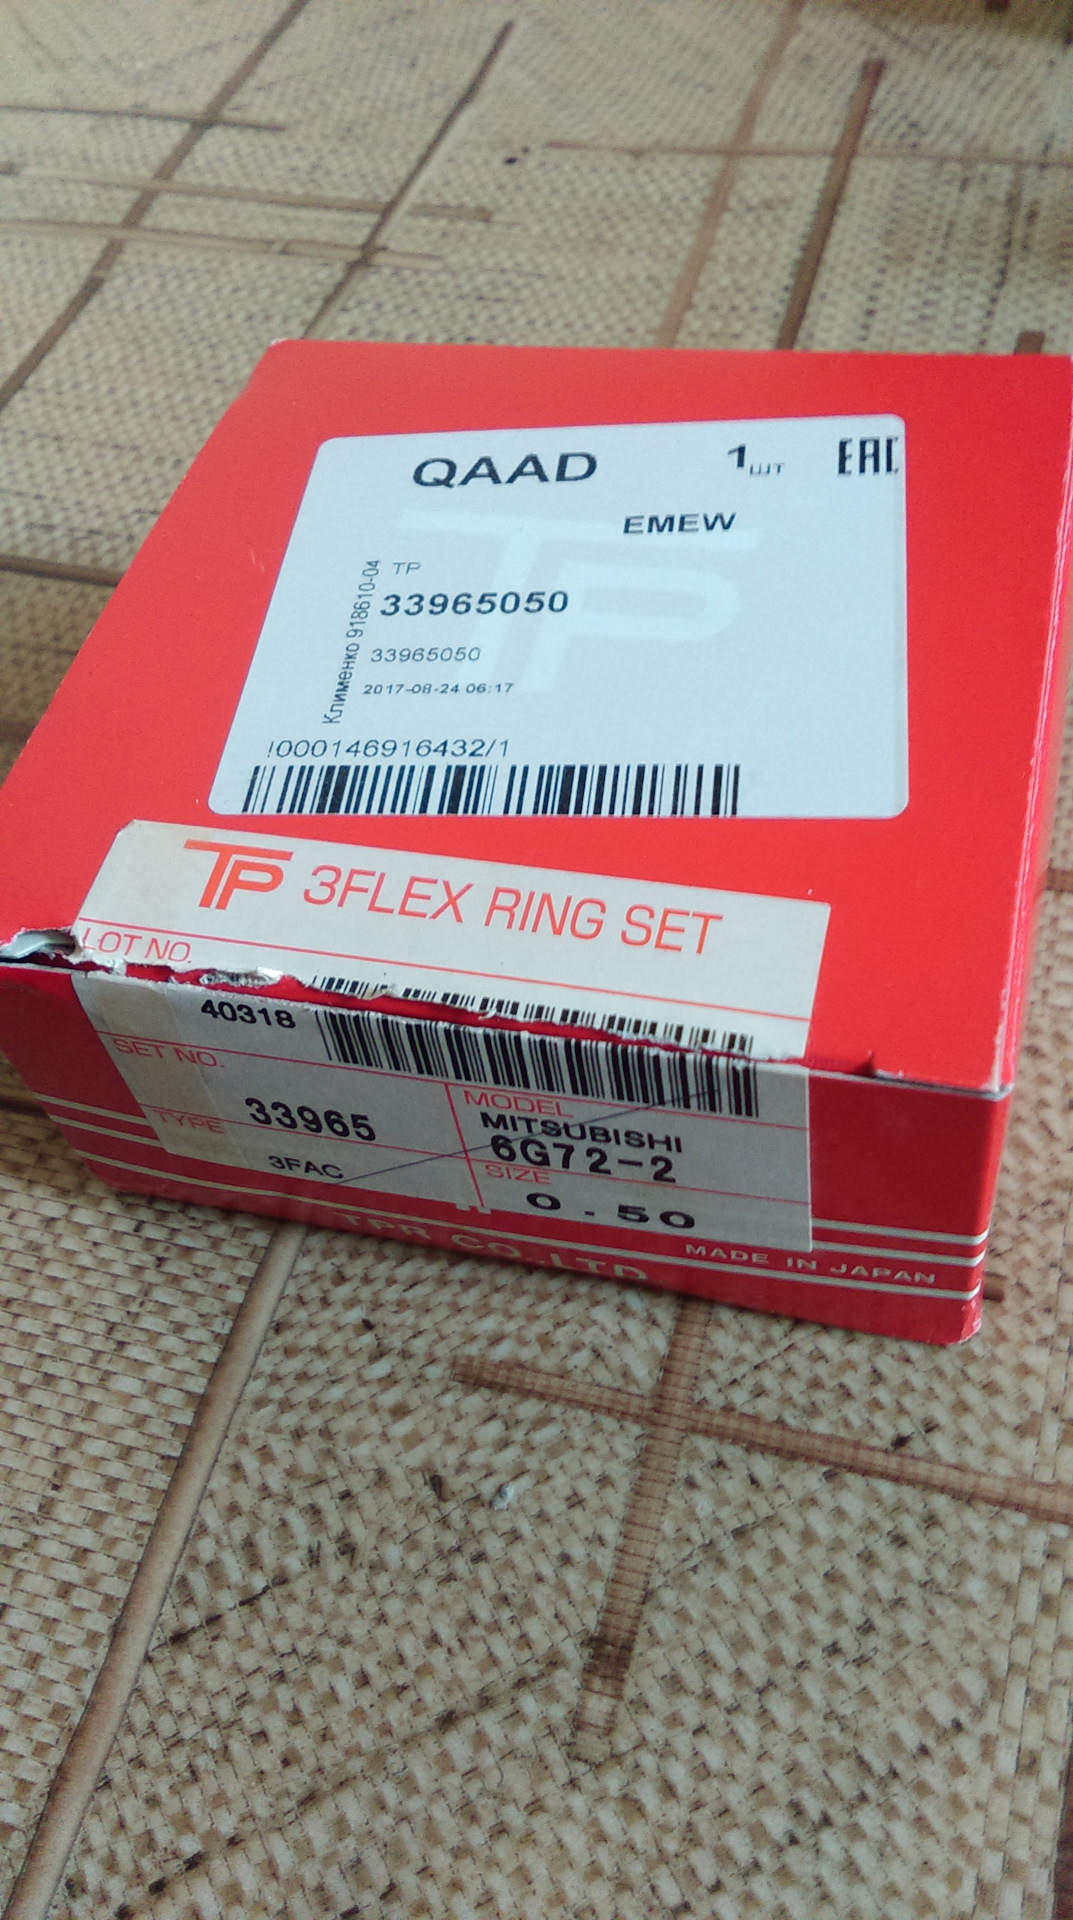 QAAD
1шт
EAC
EMEW
TP
33965050
33965050
2017-08-24 06:17
Клименко 918610-04
!000146916432/1
TP 3FLEX RING SET
LOT NO.
40318
SET NO.
33965
MODEL
MITSUBISHI
6G72-2
TYPE
3FAC
SIZE
0.50
TPR CO.,LTD.
MADE IN JAPAN